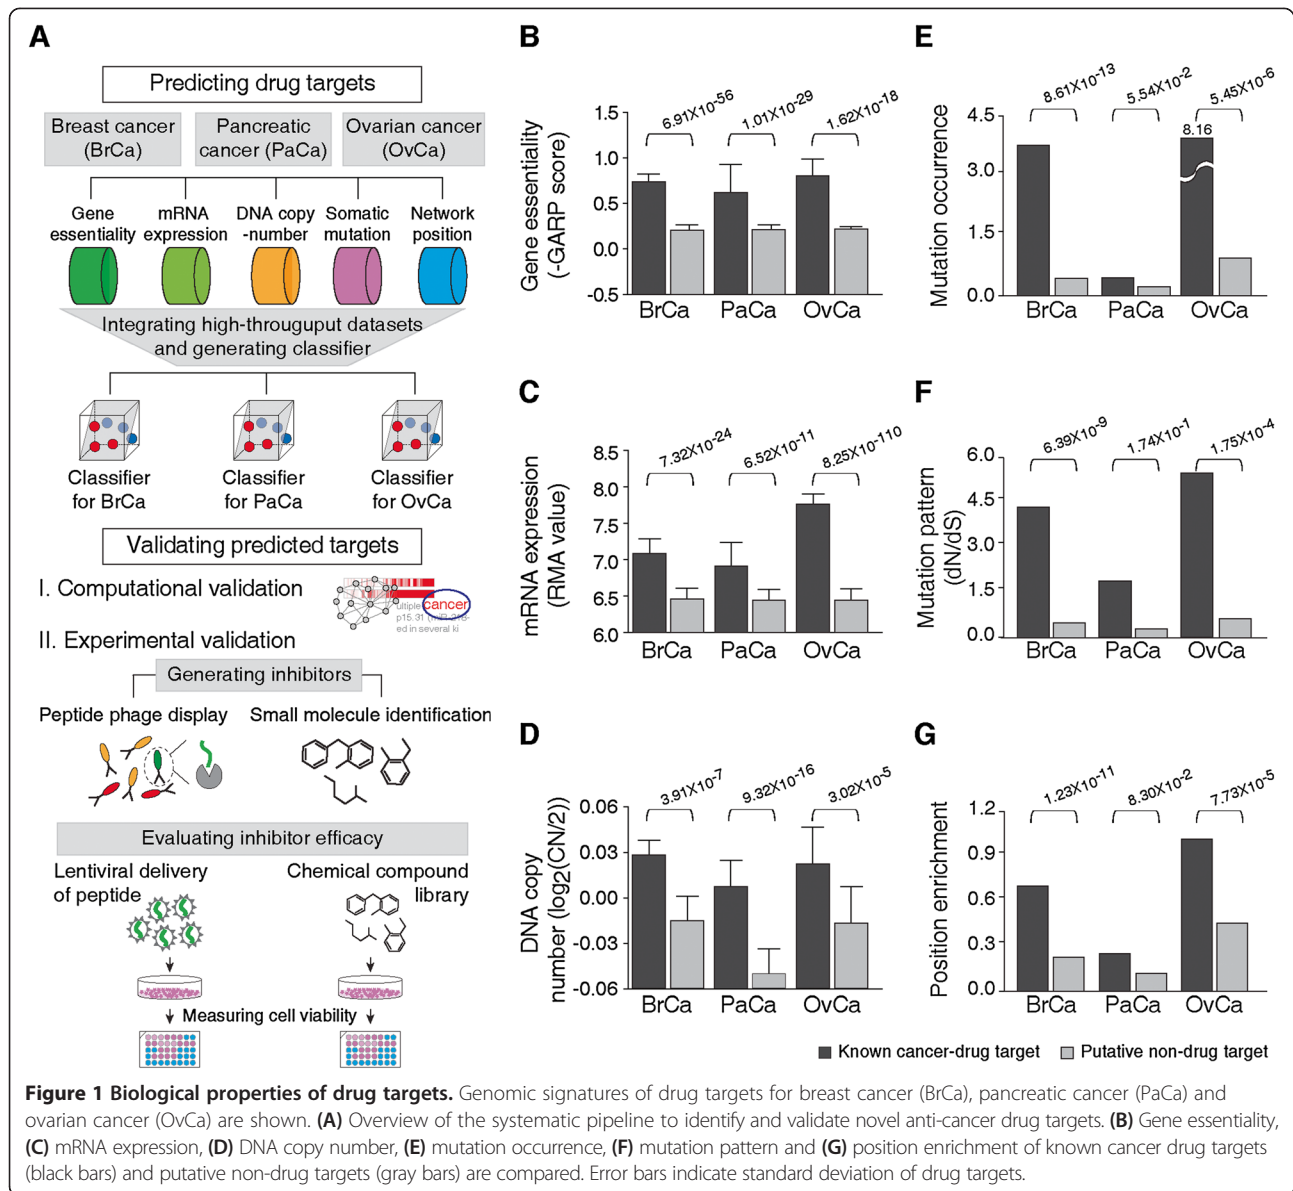 A
Predicting drug targets
Breast cancer
(BrCa)
Pancreatic
cancer (PaCa)
Ovarian cancer
(OvCa)
Gene
essentiality
mRNA
expression
DNA copy
-number
Somatic
mutation
Network
position
Integrating high-througuput datasets
and generating classifier
Classifier
for BrCa
Classifier
for PaCa
Classifier
for OvCa
Validating predicted targets
I. Computational validation
ultiple cancer
p15.31 (miR-218-
ed in several ki
II. Experimental validation
Generating inhibitors
Peptide phage display
Small molecule identification
Evaluating inhibitor efficacy
Lentiviral delivery
of peptide
Chemical compound
library
Measuring cell viability
B
Gene essentiality
(-GARP score)
1.5
1.0
0.5
0.0
-0.5
6.91X10-56
1.01X10-29
1.62X10-18
BrCa PaCa OvCa
C
mRNA expression
(RMA value)
8.5
8.0
7.5
7.0
6.5
6.0
7.32X10-24
6.52X10-11
8.25X10-110
BrCa PaCa OvCa
D
DNA copy
number (log2(CN/2))
0.06
0.03
0.00
-0.03
-0.06
3.91X10-7
9.32X10-16
3.02X10-5
BrCa PaCa OvCa
E
Mutation occurrence
4.5
3.0
1.5
0.0
8.61X10-13
5.54X10-2
5.45X10-6
8.16
BrCa PaCa OvCa
F
Mutation pattern
(dN/dS)
6.0
4.5
3.0
1.5
0.0
6.39X10-9
1.74X10-1
1.75X10-4
BrCa PaCa OvCa
G
Position enrichment
1.2
0.9
0.6
0.3
0.0
1.23X10-11
8.30X10-2
7.73X10-5
BrCa PaCa OvCa
Known cancer-drug target
Putative non-drug target
Figure 1 Biological properties of drug targets. Genomic signatures of drug targets for breast cancer (BrCa), pancreatic cancer (PaCa) and
ovarian cancer (OvCa) are shown. (A) Overview of the systematic pipeline to identify and validate novel anti-cancer drug targets. (B) Gene essentiality,
(C) mRNA expression, (D) DNA copy number, (E) mutation occurrence, (F) mutation pattern and (G) position enrichment of known cancer drug targets
(black bars) and putative non-drug targets (gray bars) are compared. Error bars indicate standard deviation of drug targets.